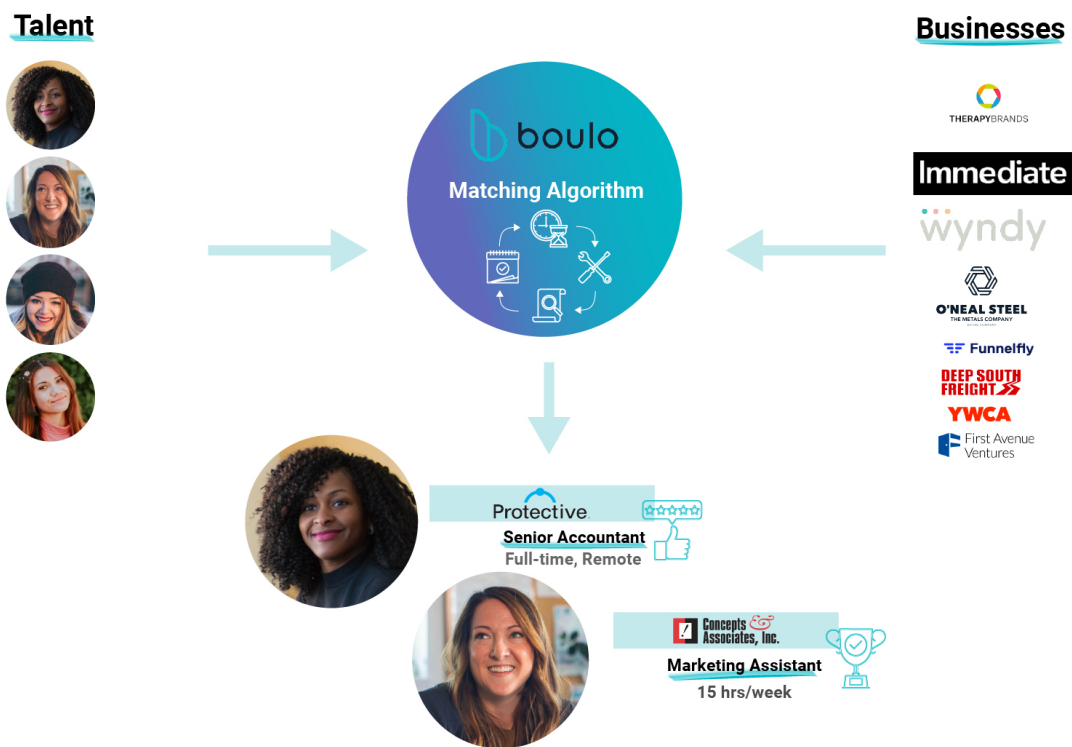 Talent
Businesses
THERAPYBRANDS
Immediate
wyndy
boulo
Matching Algorithm
O'NEAL STEEL
THE METALS COMPANY
Funnelfly
DEEP SOUTH
FREIGHT
YWCA
First Avenue
Ventures
Protective
Senior Accountant
Full-time, Remote
Concepts &
Associates, Inc.
Marketing Assistant
15 hrs/week